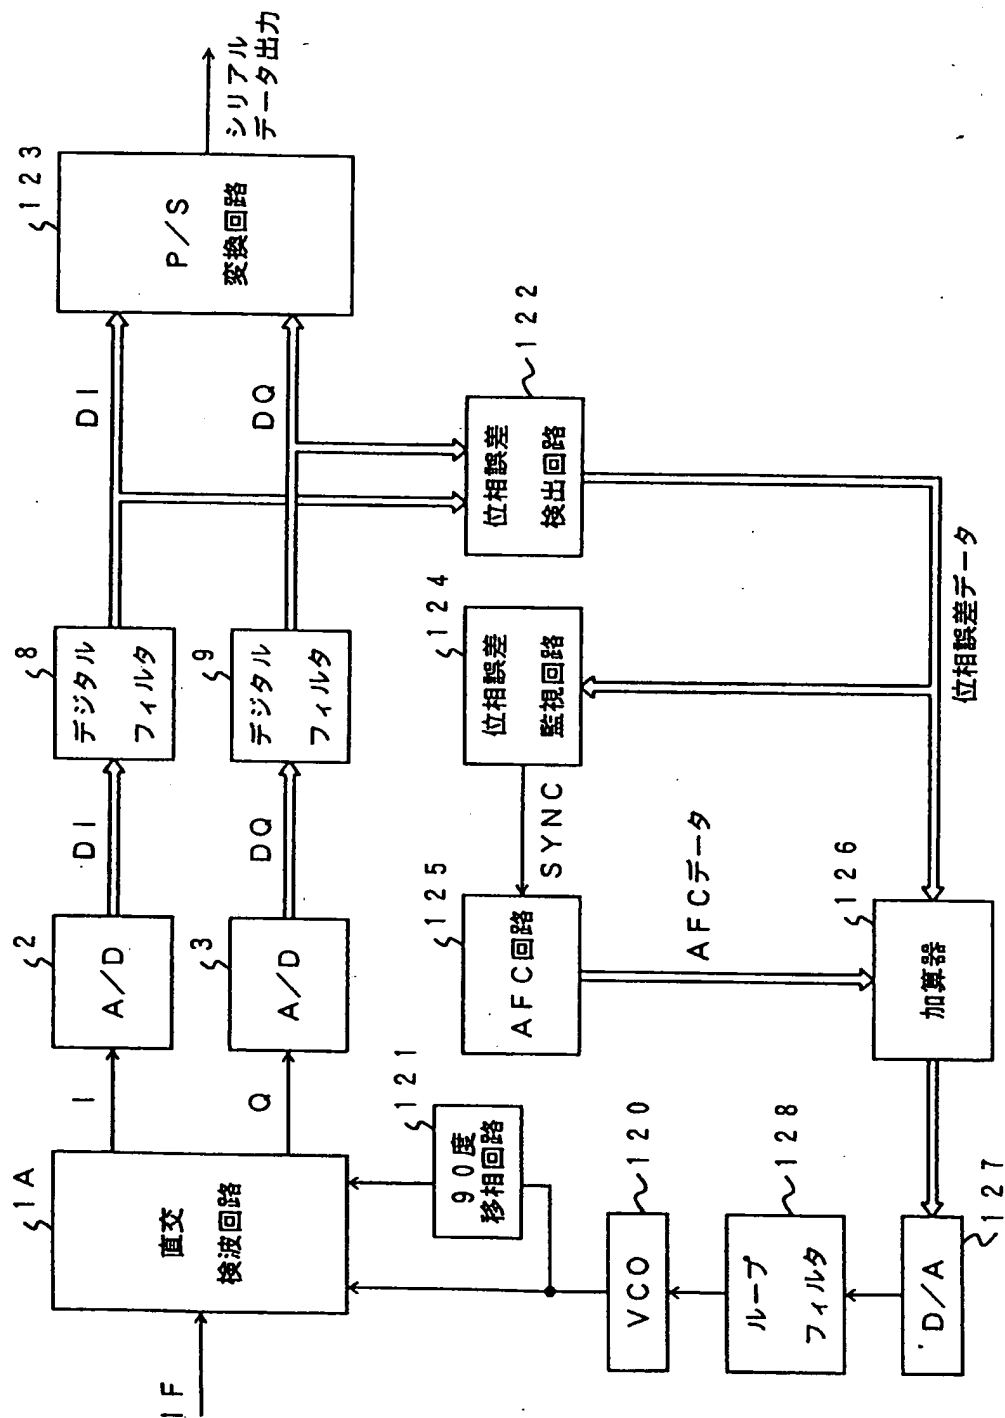 IF
1A
直交
検波回路
I
Q
2
A/D
3
A/D
DI
DQ
8
デジタル
フィルタ
9
デジタル
フィルタ
DI
DQ
123
P/S
変換回路
シリアル
データ出力
121
90度
移相回路
125
AFC回路
SYNC
124
位相誤差
監視回路
122
位相誤差
検出回路
120
VCO
128
ループ
フィルタ
127
D/A
126
加算器
AFCデータ
位相誤差データ